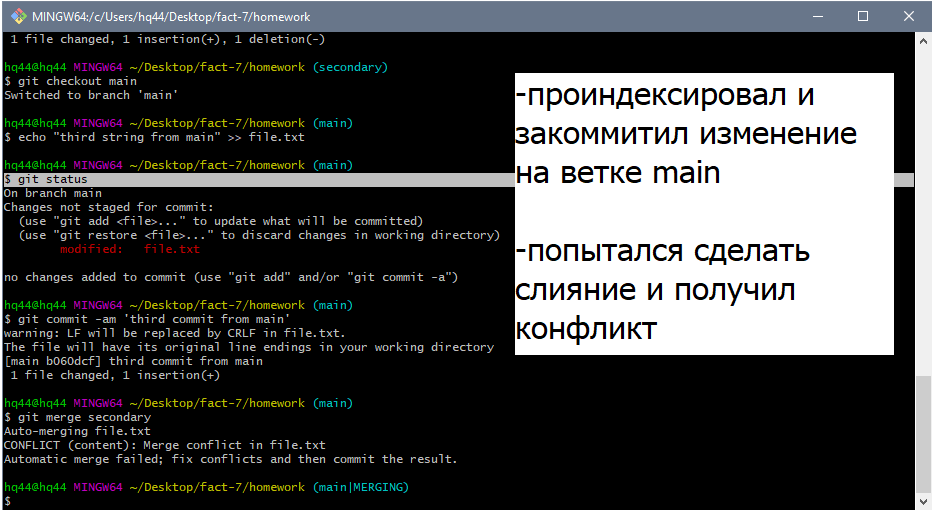 MINGW64:/c/Users/hq44/Desktop/fact-7/homework
1 file changed, 1 insertion(+), 1 deletion(-)
hq44@hq44 MINGW64 ~/Desktop/fact-7/homework (secondary)
$ git checkout main
Switched to branch 'main'
hq44@hq44 MINGW64 ~/Desktop/fact-7/homework (main)
$ echo "third string from main" >> file.txt
hq44@hq44 MINGW64 ~/Desktop/fact-7/homework (main)
$ git status
On branch main
Changes not staged for commit:
(use "git add <file>..." to update what will be committed)
(use "git restore <file>..." to discard changes in working directory)
modified:   file.txt
no changes added to commit (use "git add" and/or "git commit -a")
hq44@hq44 MINGW64 ~/Desktop/fact-7/homework (main)
$ git commit -am 'third commit from main'
warning: LF will be replaced by CRLF in file.txt.
The file will have its original line endings in your working directory
[main b060dcf] third commit from main
1 file changed, 1 insertion(+)
hq44@hq44 MINGW64 ~/Desktop/fact-7/homework (main)
$ git merge secondary
Auto-merging file.txt
CONFLICT (content): Merge conflict in file.txt
Automatic merge failed; fix conflicts and then commit the result.
hq44@hq44 MINGW64 ~/Desktop/fact-7/homework (main|MERGING)
$
-проиндексировал и
закоммитил изменение
на ветке main
-попытался сделать
слияние и получил
конфликт